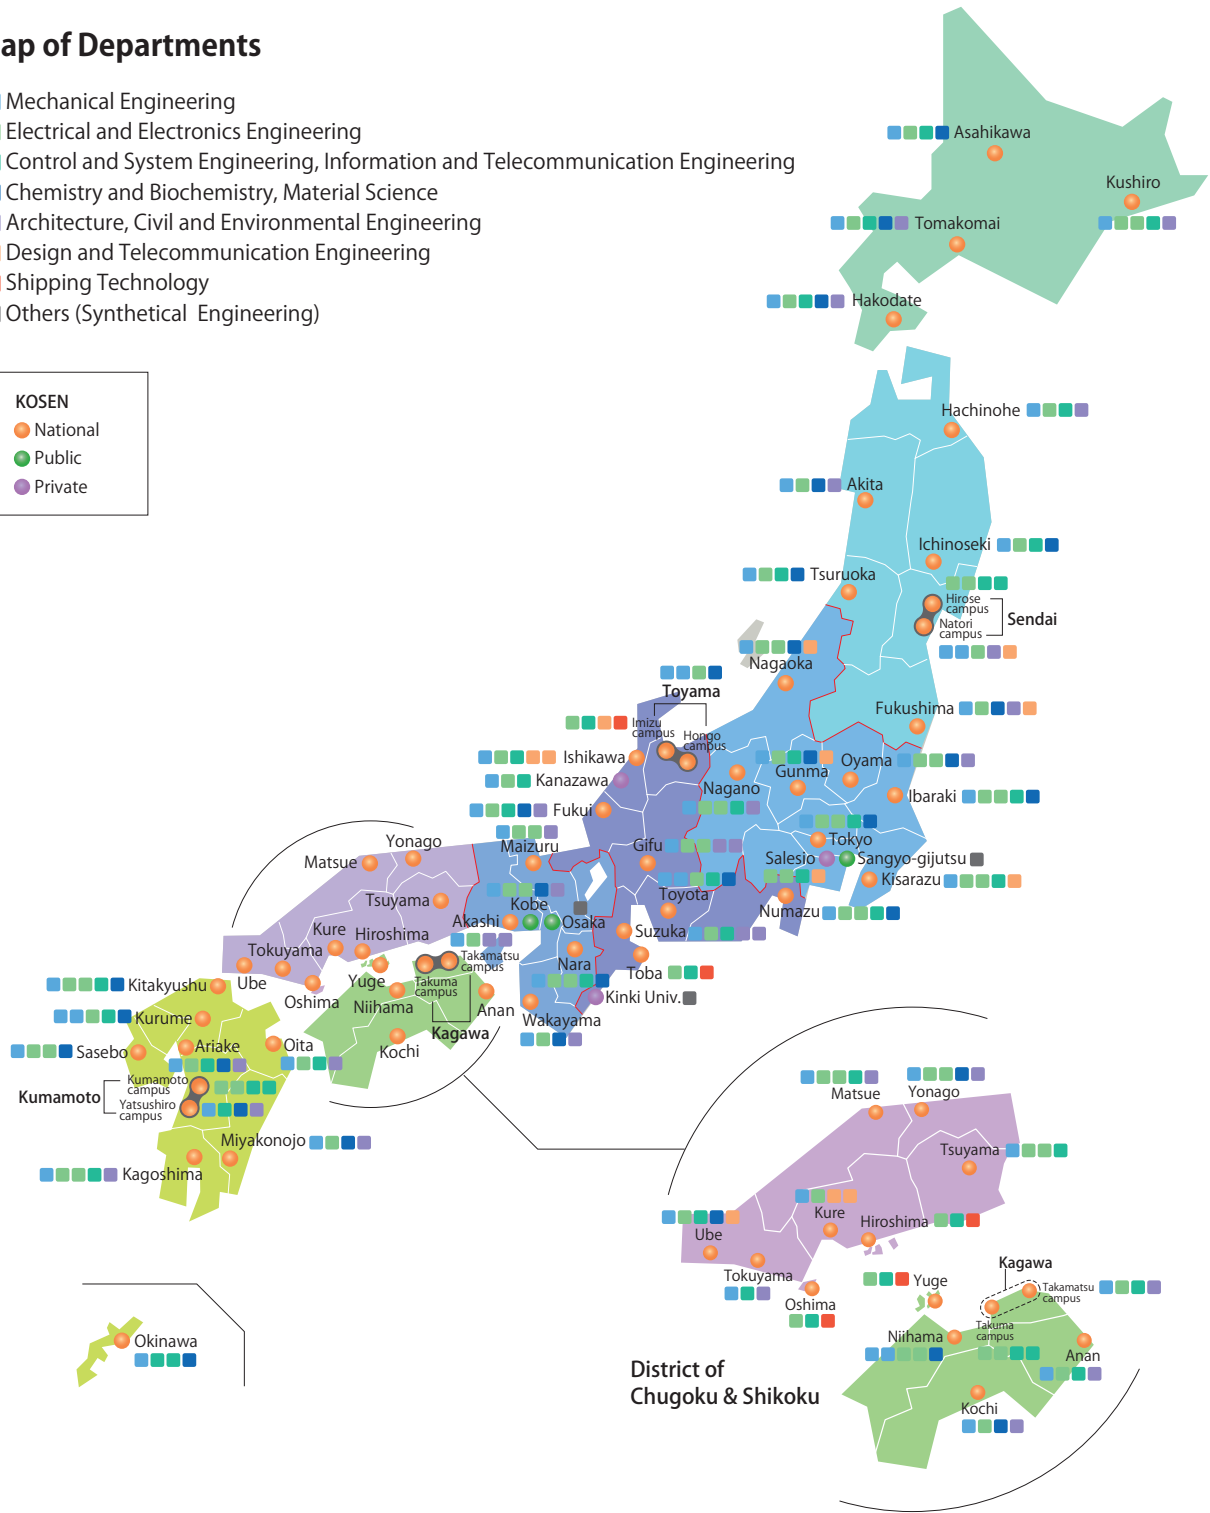 ap of Departments
Mechanical Engineering
Electrical and Electronics Engineering
Control and System Engineering, Information and Telecommunication Engineering
Chemistry and Biochemistry, Material Science
Architecture, Civil and Environmental Engineering
Design and Telecommunication Engineering
Shipping Technology
Others (Synthetical Engineering)
KOSEN
National
Public
Private
Asahikawa
Kushiro
Tomakomai
Hakodate
Hachinohe
Akita
Ichinoseki
Tsuruoka
Hirose
campus
Natori
campus
Sendai
Nagaoka
Toyama
Imizu
campus
Hongo
campus
Fukushima
Ishikawa
Kanazawa
Fukui
Nagano
Gunma
Oyama
Ibaraki
Tokyo
Salesio
Sangyo-gijutsu
Kisarazu
Numazu
Maizuru
Gifu
Toyota
Kobe
Akashi
Osaka
Suzuka
Toba
Nara
Kinki Univ.
Wakayama
Yonago
Matsue
Tsuyama
Kure
Hiroshima
Tokuyama
Ube
Oshima
Yuge
Niihama
Takamatsu
campus
Takuma
campus
Kagawa
Anan
Kochi
Kitakyushu
Kurume
Sasebo
Ariake
Oita
Kumamoto
Kumamoto
campus
Yatsushiro
campus
Miyakonojo
Kagoshima
Okinawa
Matsue
Yonago
Tsuyama
Kure
Hiroshima
Ube
Tokuyama
Oshima
Yuge
Kagawa
Takamatsu
campus
Takuma
campus
Niihama
Anan
Kochi
District of
Chugoku & Shikoku